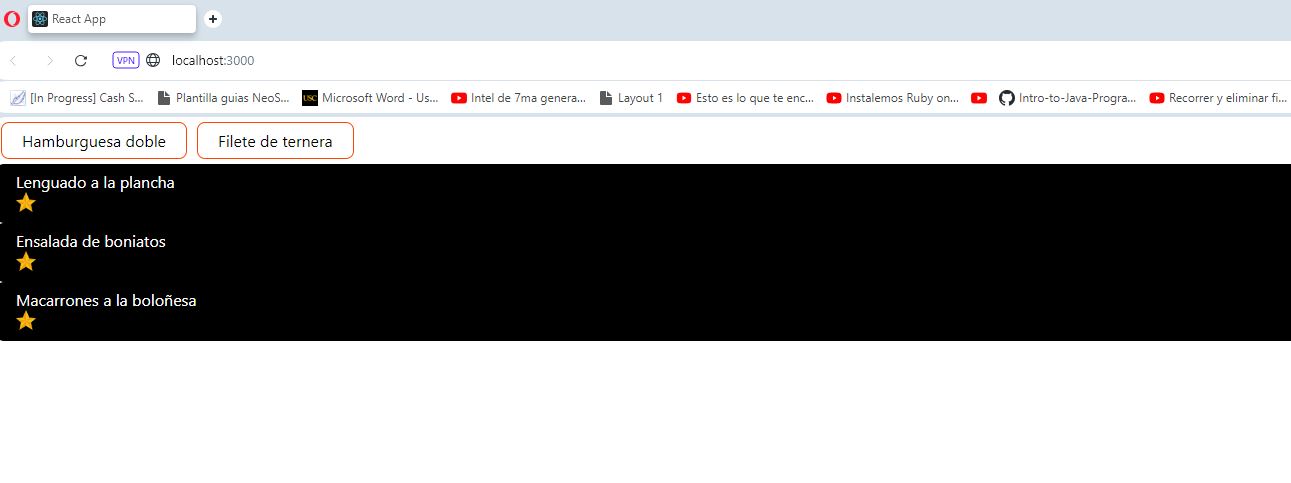 React App
VPN
localhost:3000
[In Progress] Cash S... Plantilla guias NeoS... USC Microsoft Word - Us... Intel de 7ma genera... Layout 1 Esto es lo que te enc... Instalemos Ruby on... Intro-to-Java-Progra... Recorrer y eliminar fi...
Hamburguesa doble Filete de ternera
Lenguado a la plancha
Ensalada de boniatos
Macarrones a la boloñesa